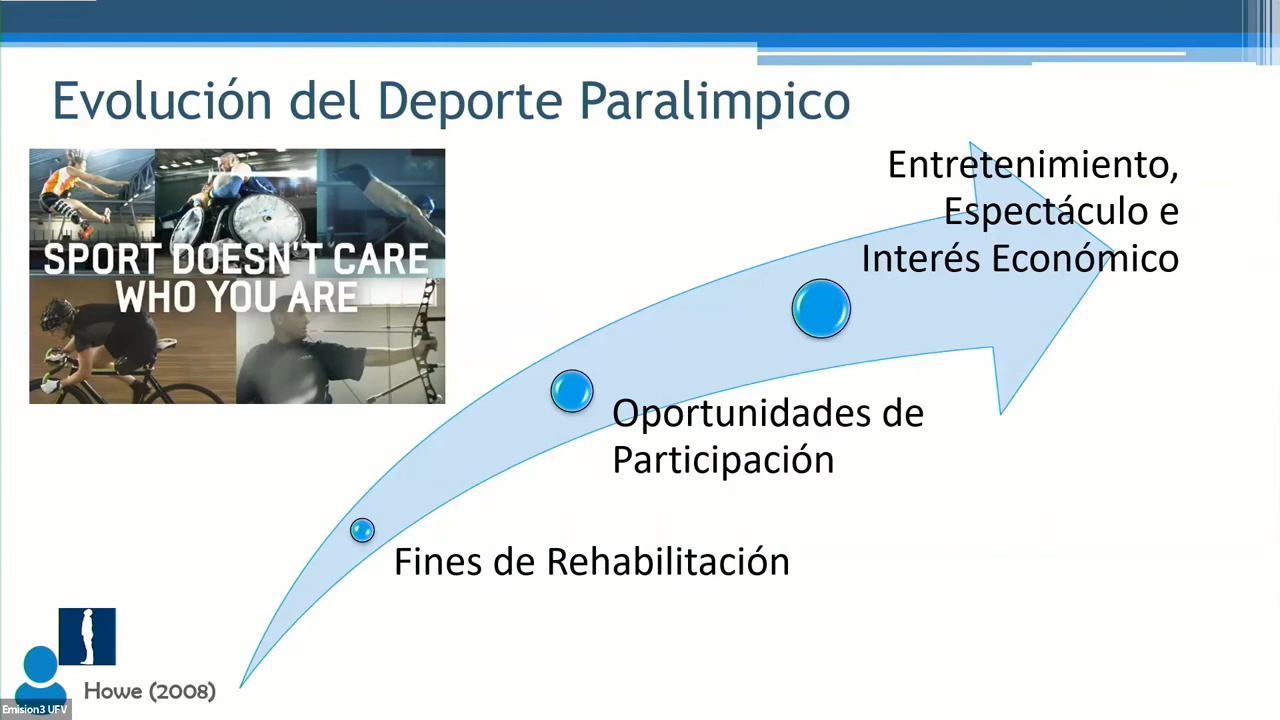 Evolución del Deporte Paralimpico
SPORT DOESN'T CARE
WHO YOU ARE
Entretenimiento,
Espectáculo e
Interés Económico
Oportunidades de
Participación
Fines de Rehabilitación
Howe (2008)
Emision3 UFV